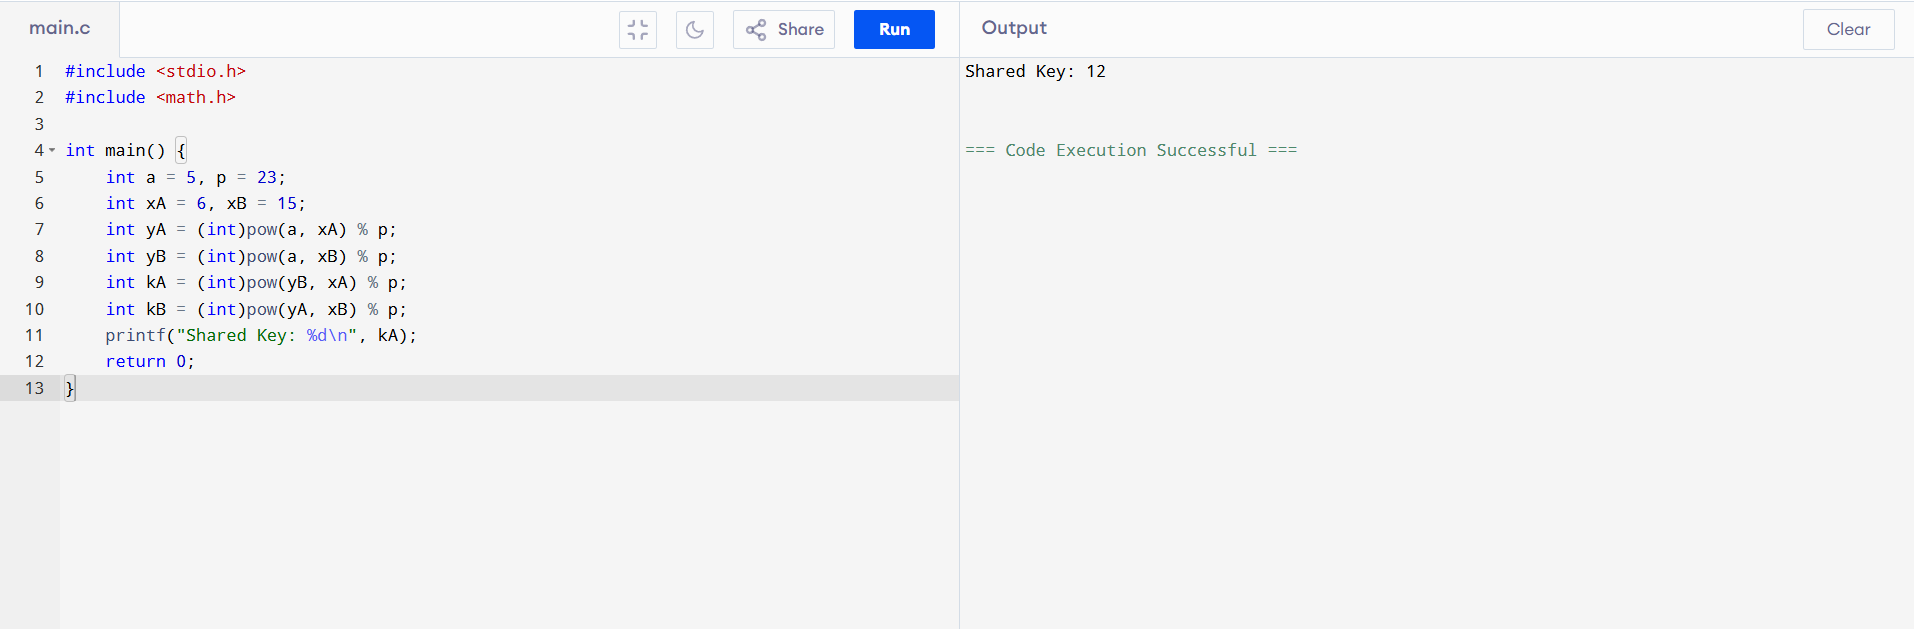 main.c
Share
Run
Output
Clear
1 #include <stdio.h>
2 #include <math.h>
3
4 int main() {
5     int a = 5, p = 23;
6     int xA = 6, xB = 15;
7     int yA = (int)pow(a, xA) % p;
8     int yB = (int)pow(a, xB) % p;
9     int kA = (int)pow(yB, xA) % p;
10     int kB = (int)pow(yA, xB) % p;
11     printf("Shared Key: %d\n", kA);
12     return 0;
13 }
Shared Key: 12
=== Code Execution Successful ===